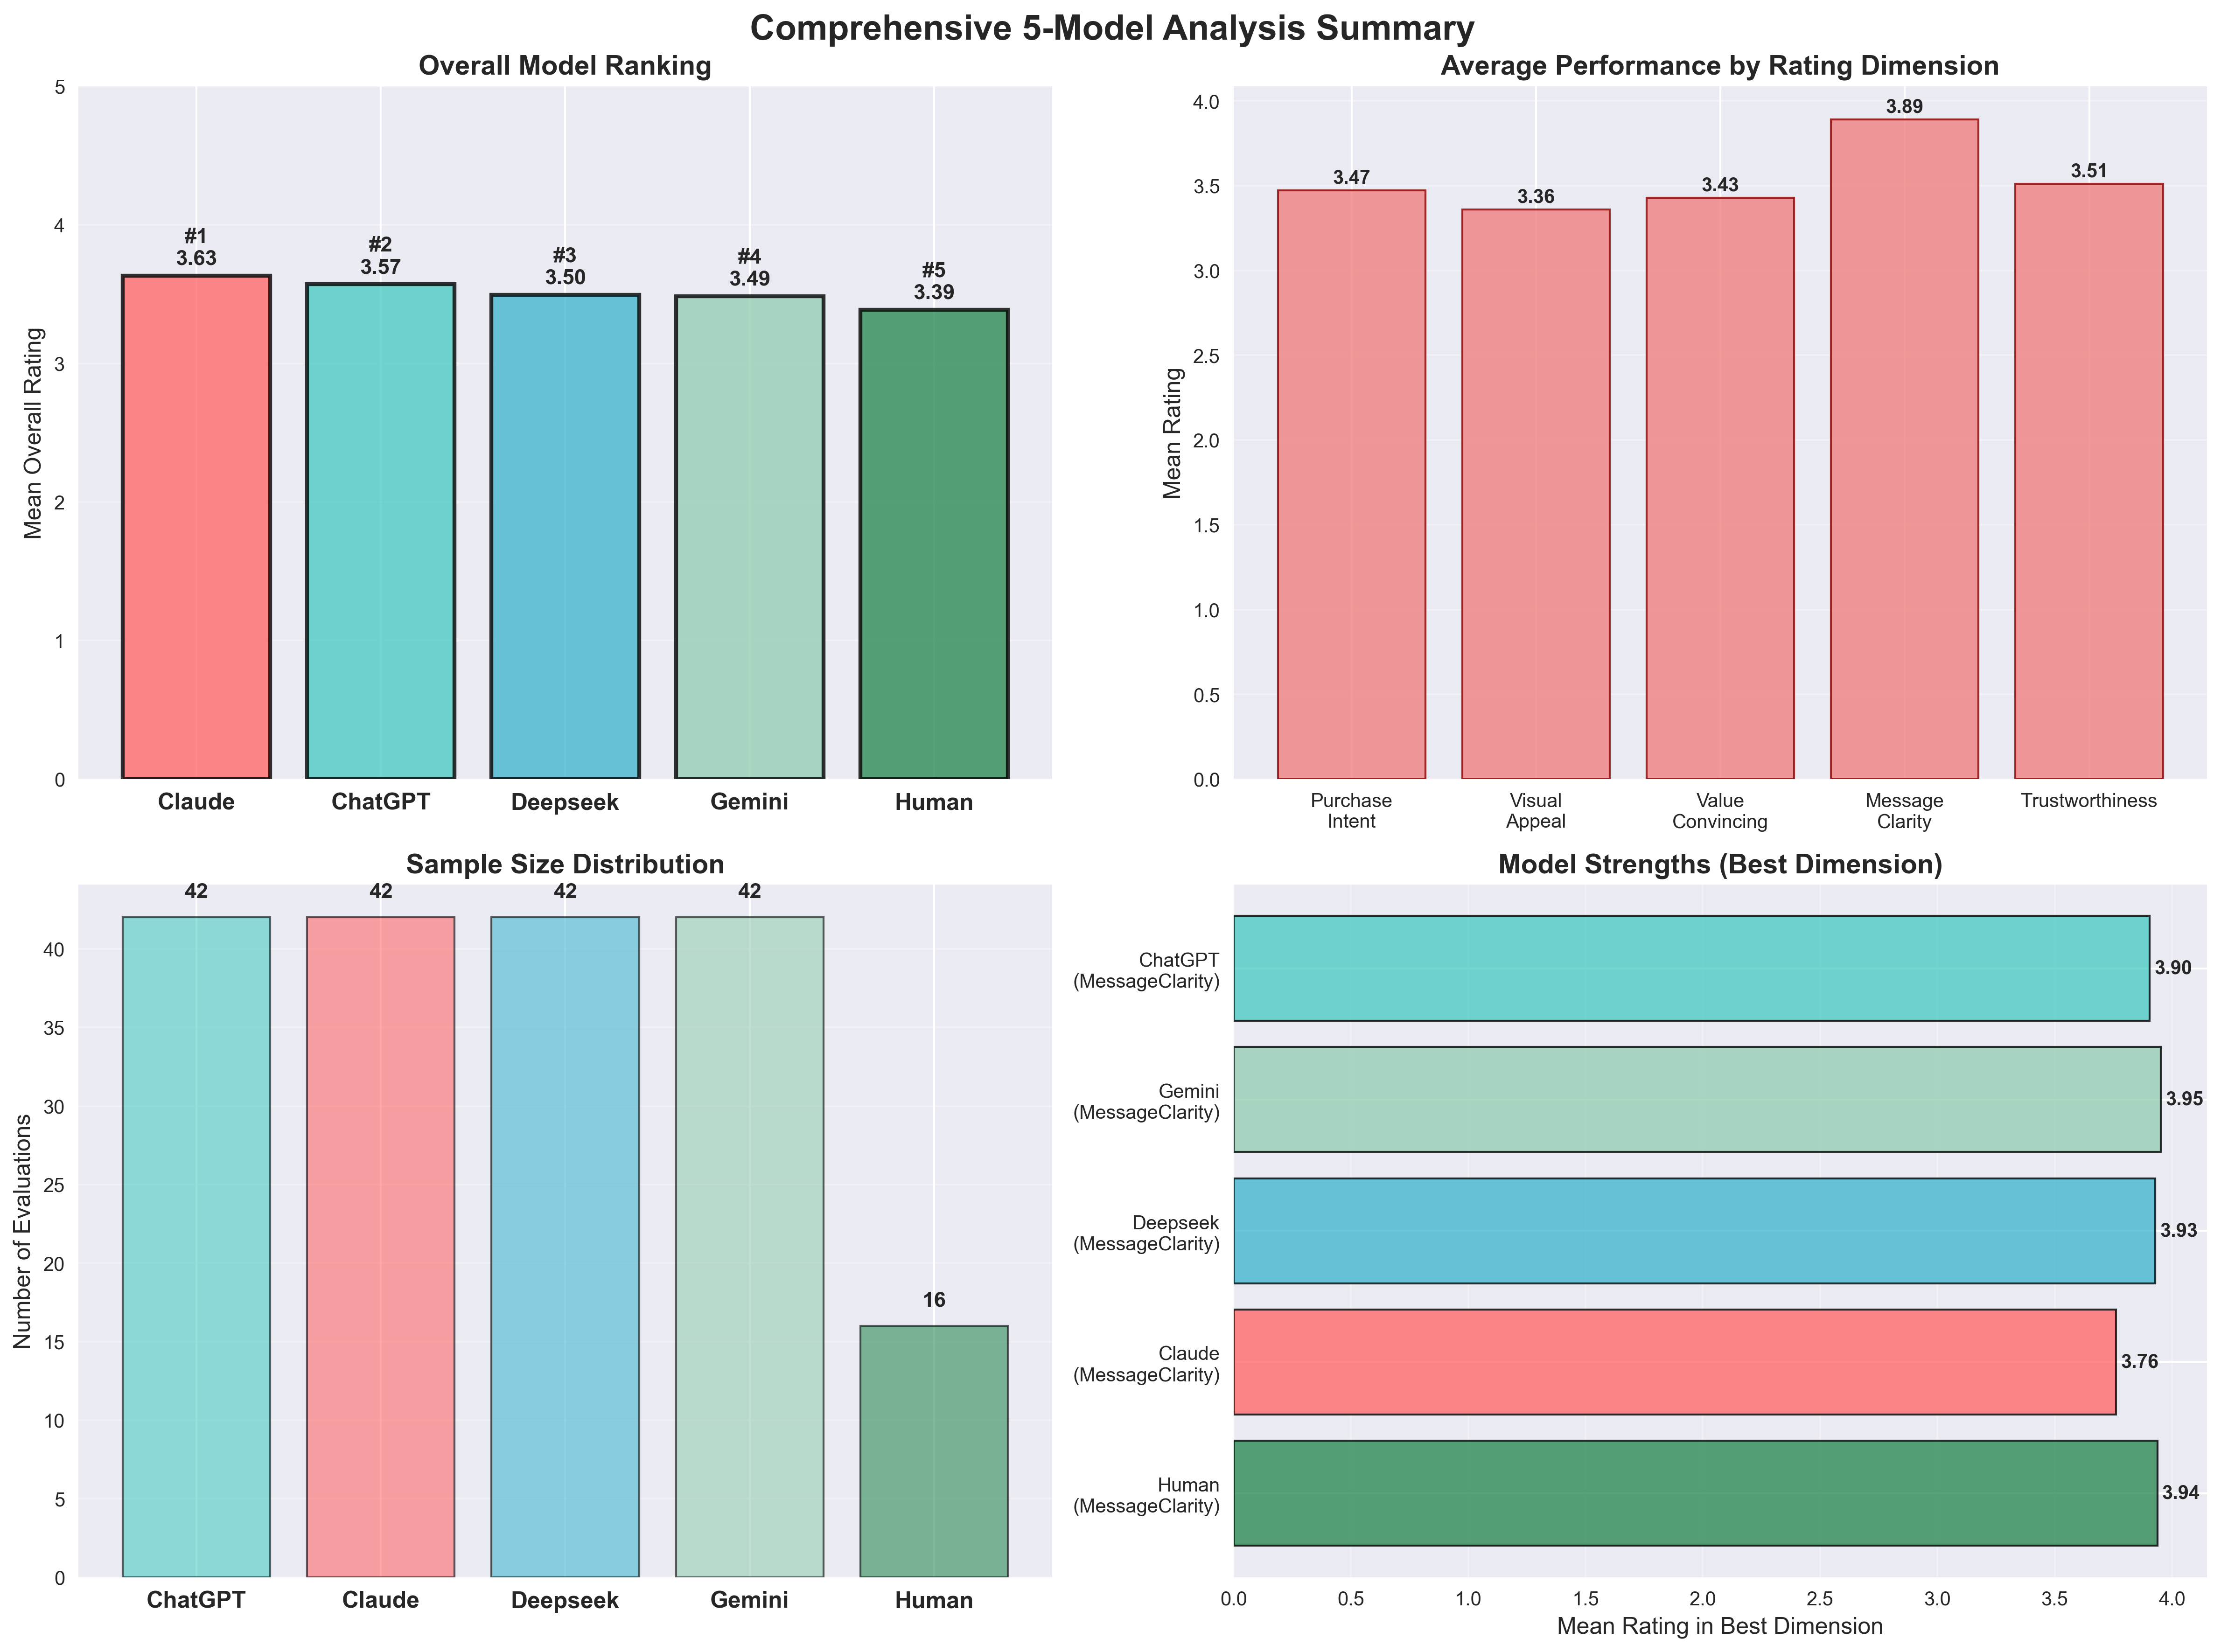 Comprehensive 5-Model Analysis Summary
Overall Model Ranking
Mean Overall Rating
5
4
3
2
1
0
#1
3.63
#2
3.57
#3
3.50
#4
3.49
#5
3.39
Claude
ChatGPT
Deepseek
Gemini
Human
Average Performance by Rating Dimension
Mean Rating
4.0
3.5
3.0
2.5
2.0
1.5
1.0
0.5
0.0
3.47
3.36
3.43
3.89
3.51
Purchase
Intent
Visual
Appeal
Value
Convincing
Message
Clarity
Trustworthiness
Sample Size Distribution
Number of Evaluations
40
35
30
25
20
15
10
5
0
42
42
42
42
16
ChatGPT
Claude
Deepseek
Gemini
Human
Model Strengths (Best Dimension)
ChatGPT
(MessageClarity)
3.90
Gemini
(MessageClarity)
3.95
Deepseek
(MessageClarity)
3.93
Claude
(MessageClarity)
3.76
Human
(MessageClarity)
3.94
0.0
0.5
1.0
1.5
2.0
2.5
3.0
3.5
4.0
Mean Rating in Best Dimension